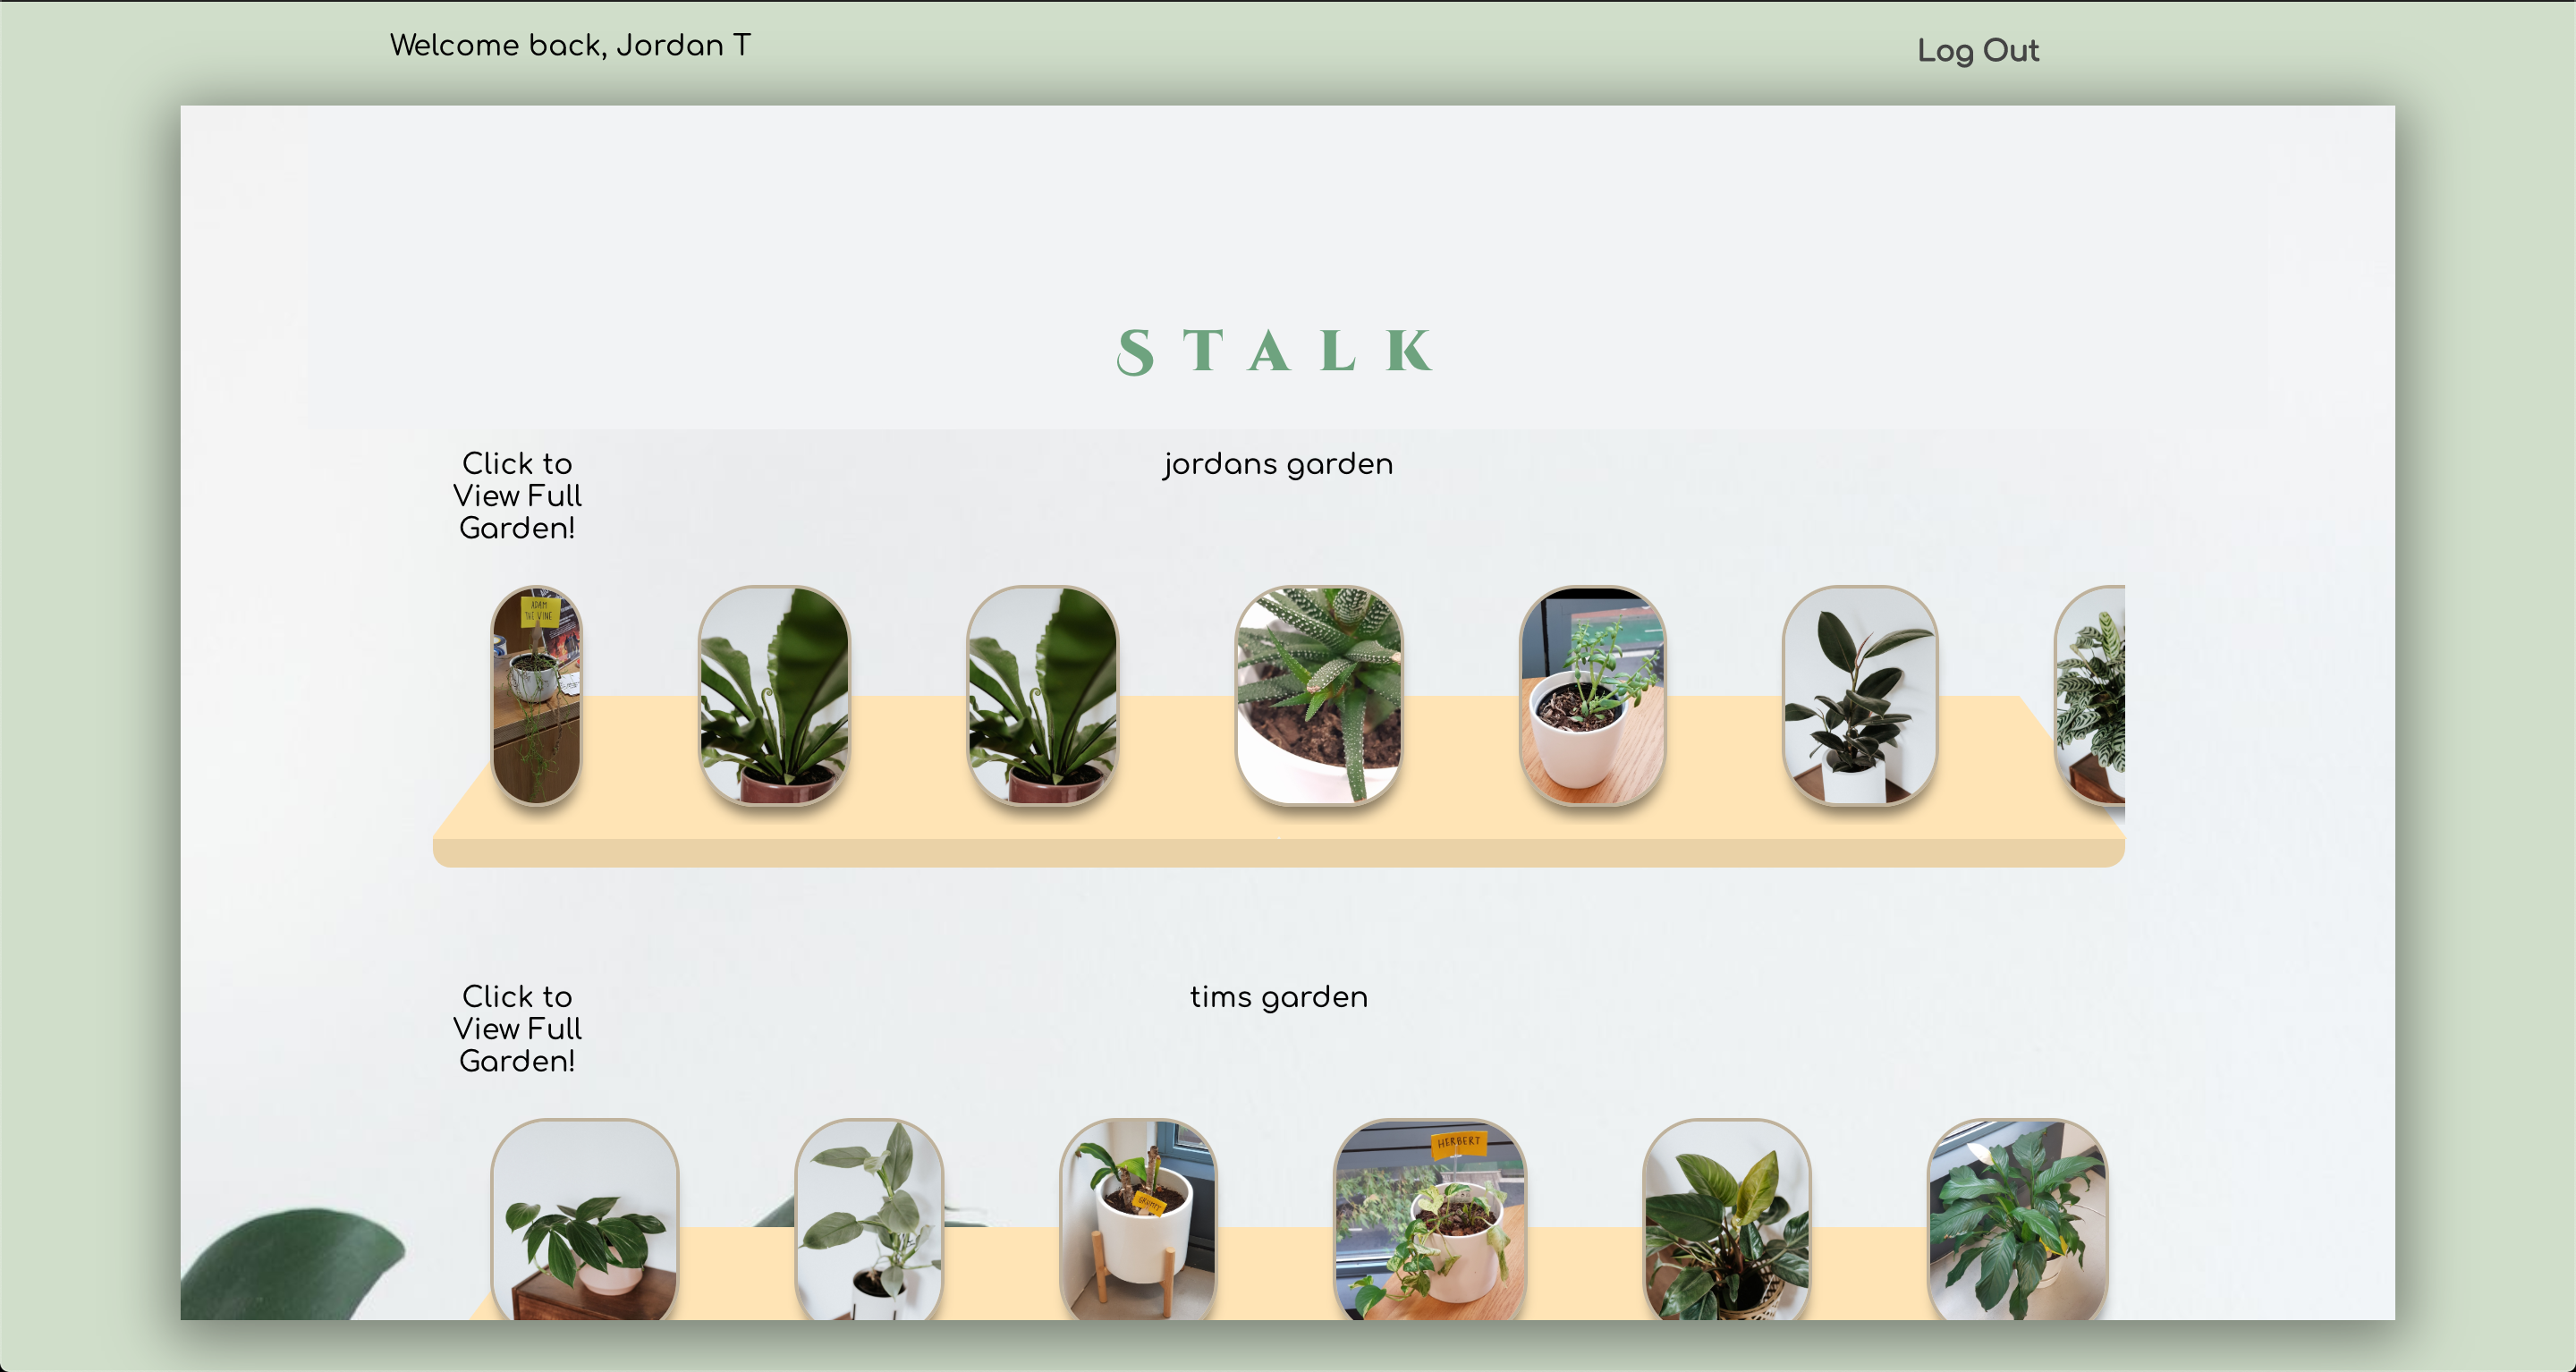 Welcome back, Jordan T
Log Out
STALK
Click to
View Full
Garden!
jordans garden
ADAM
THE VINE
Click to
View Full
Garden!
tims garden
GRUMPY
HERBERT